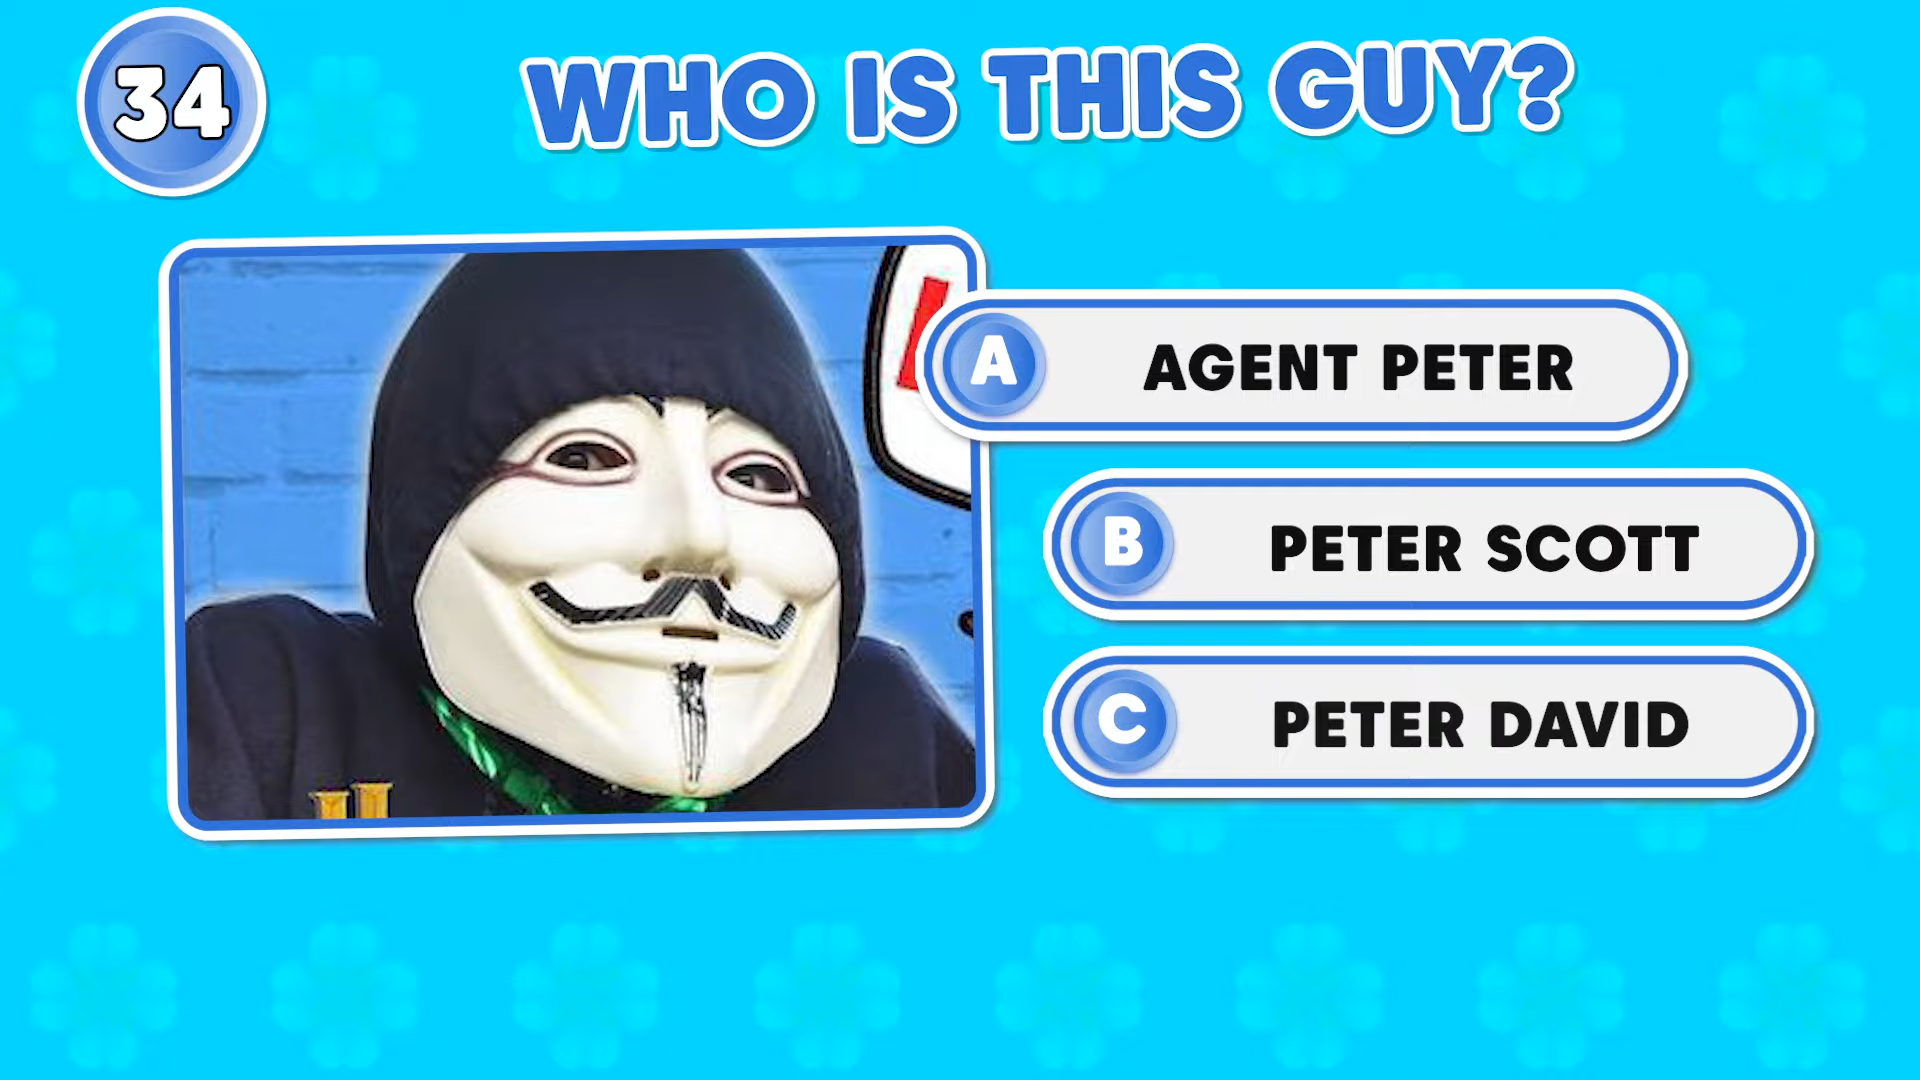 34
WHO IS THIS GUY?
A AGENT PETER
B PETER SCOTT
C PETER DAVID